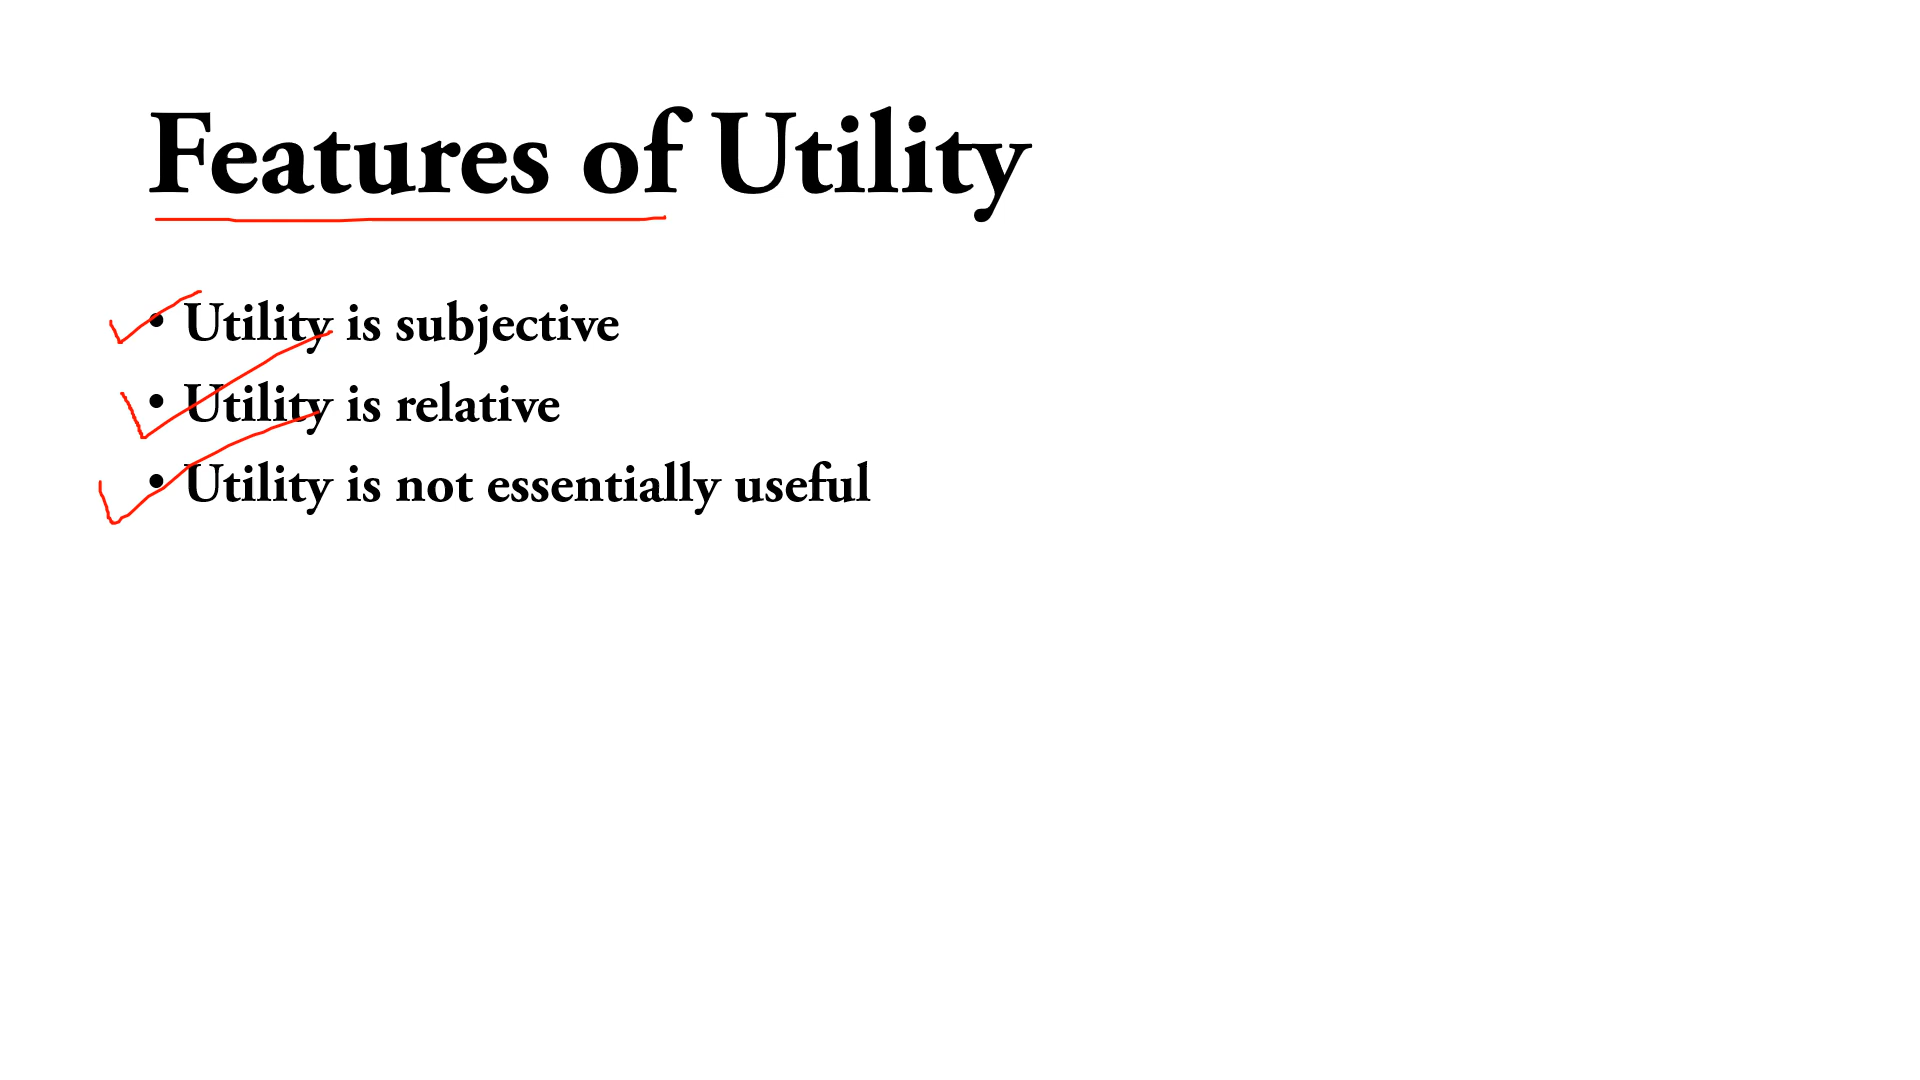 Features of Utility
• Utility is subjective
• Utility is relative
• Utility is not essentially useful